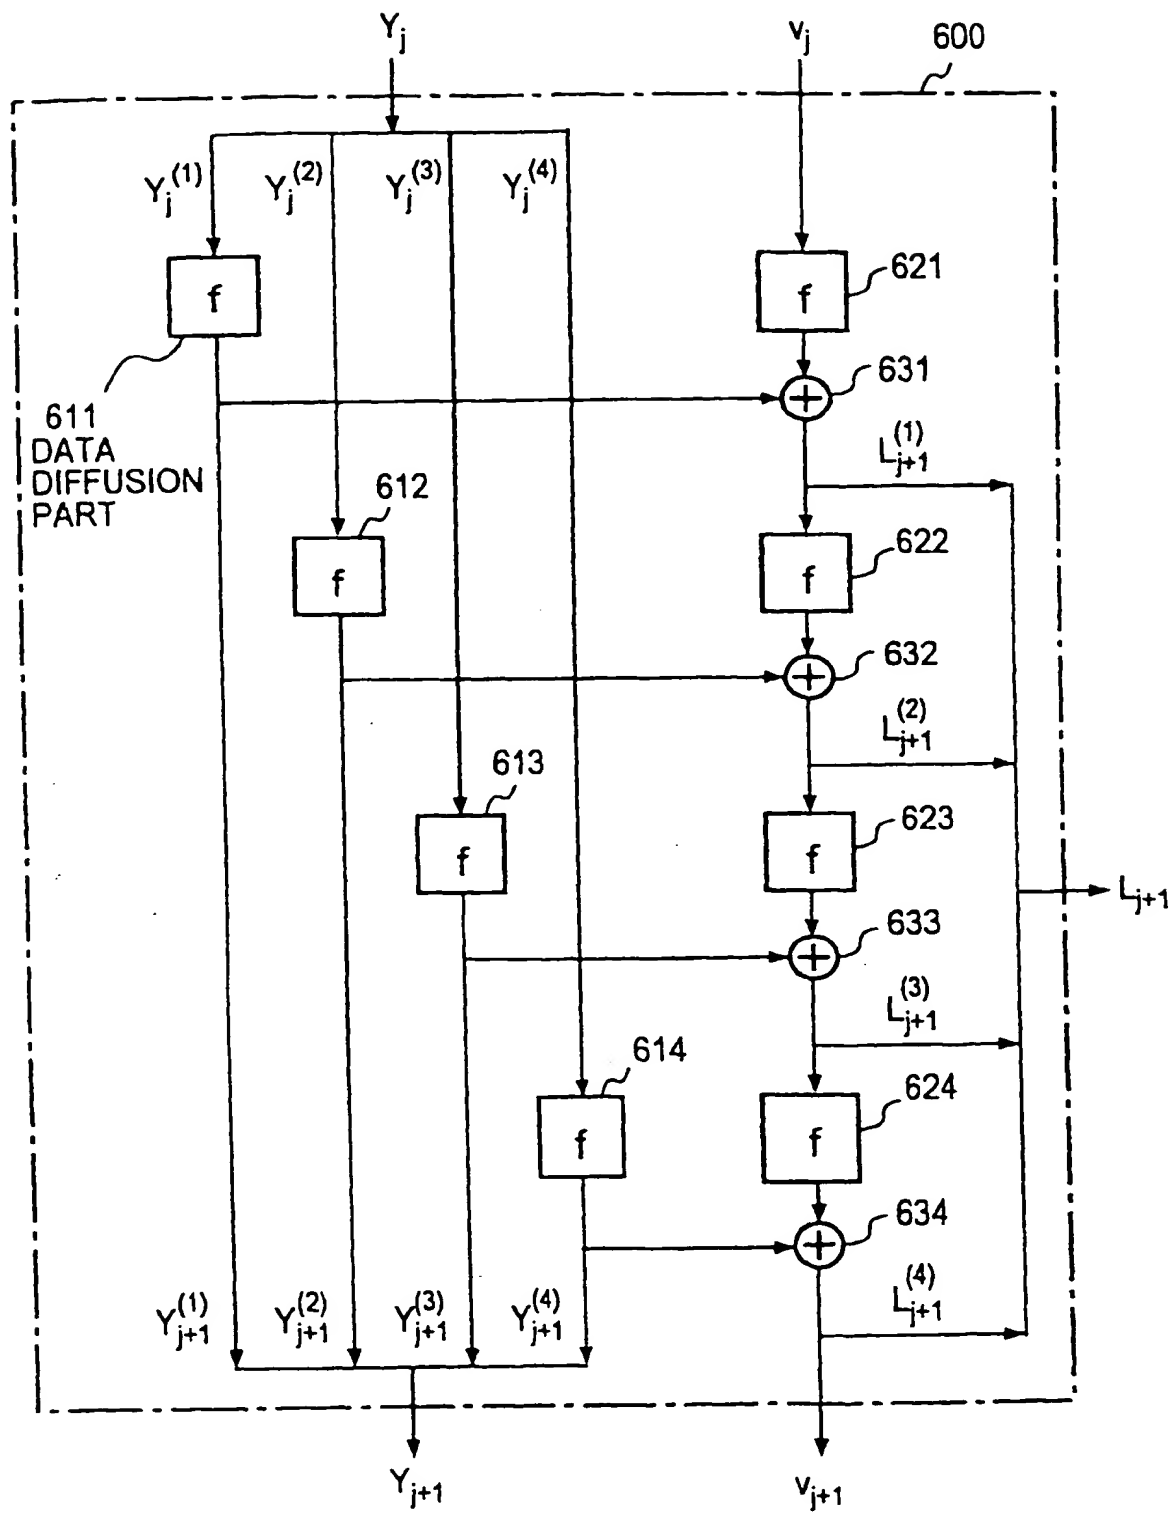 Y_j
v_j
600
Y_j^(1)
Y_j^(2)
Y_j^(3)
Y_j^(4)
f
f
621
631
611
DATA
DIFFUSION
PART
L_j+1^(1)
612
f
f
622
632
L_j+1^(2)
613
f
f
623
L_j+1
633
L_j+1^(3)
614
f
f
624
634
L_j+1^(4)
Y_j+1^(1)
Y_j+1^(2)
Y_j+1^(3)
Y_j+1^(4)
Y_j+1
v_j+1